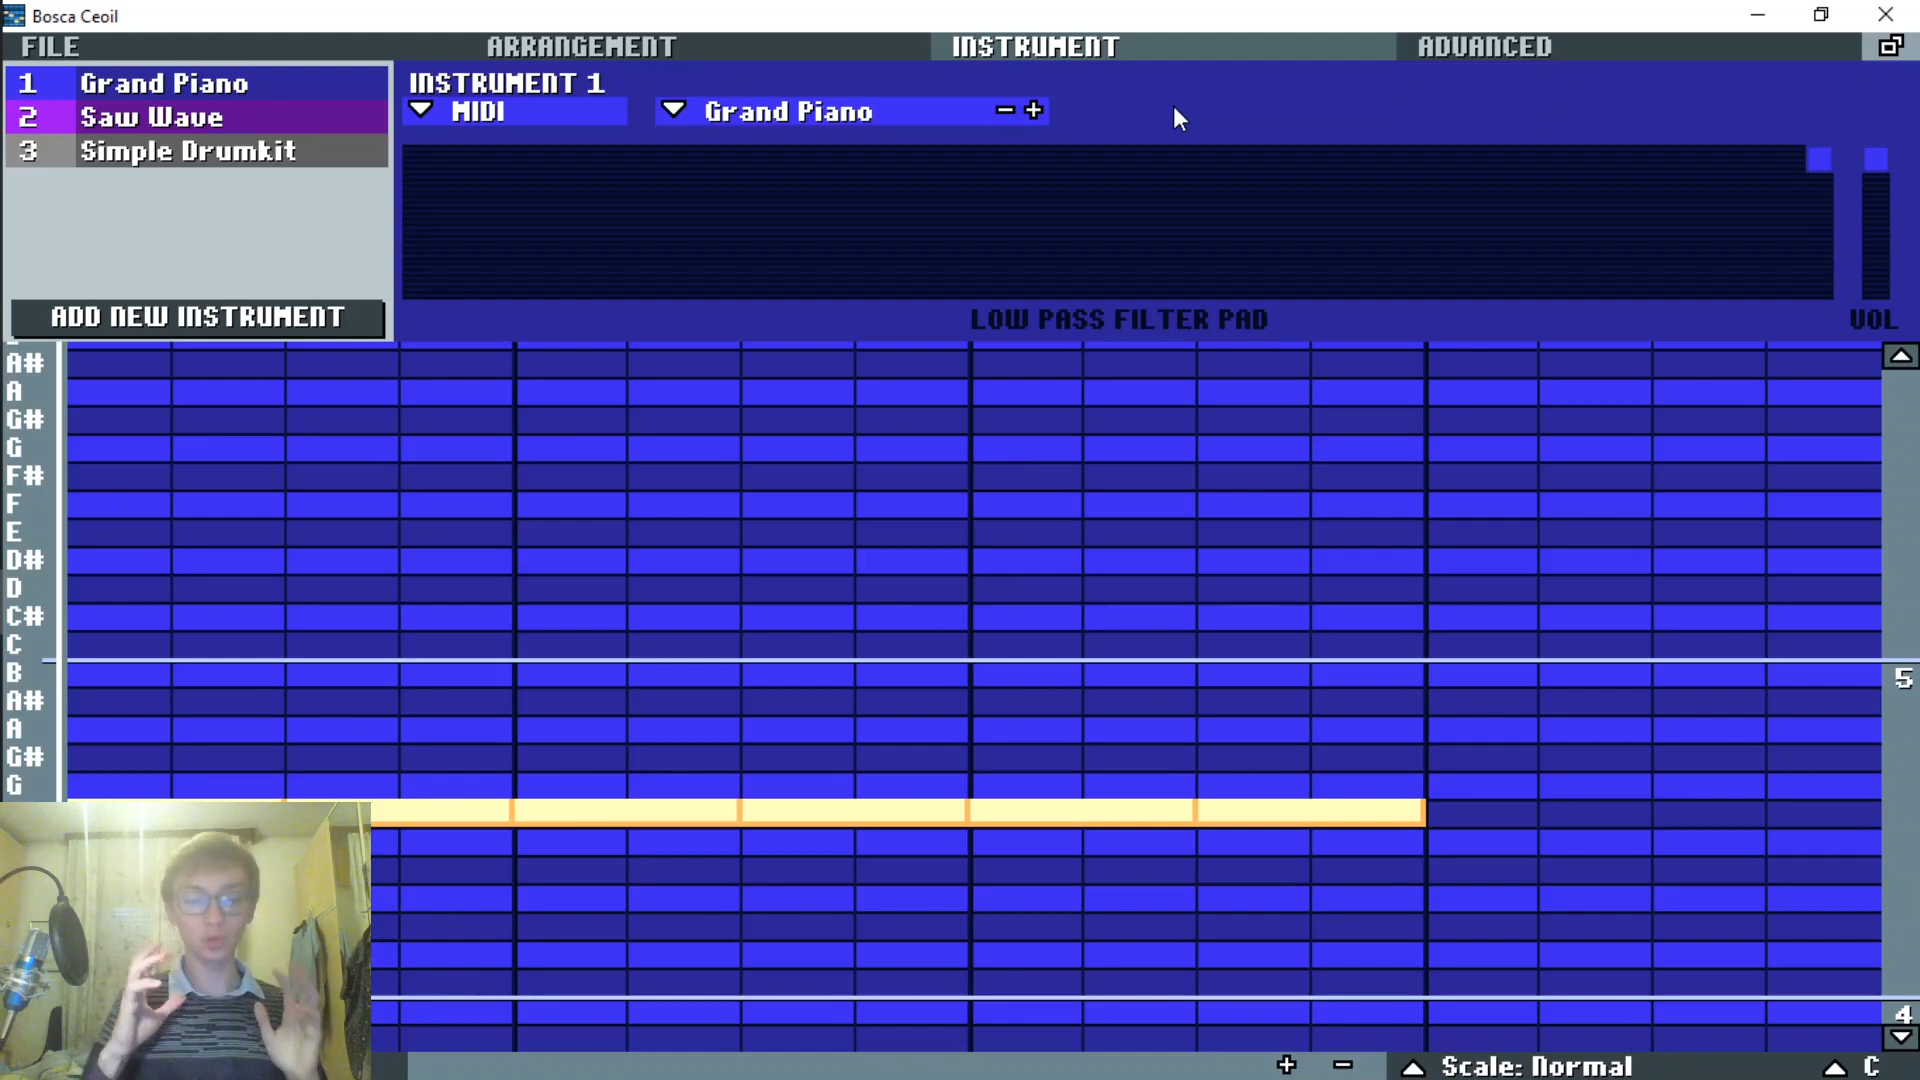 Bosca Ceoil
FILE
ARRANGEMENT
INSTRUMENT
ADVANCED
1 Grand Piano
2 Saw Wave
3 Simple Drumkit
ADD NEW INSTRUMENT
INSTRUMENT 1
MIDI
Grand Piano
- +
LOW PASS FILTER PAD
VOL
A#
A
G#
G
F#
F
E
D#
D
C#
C
B
A#
A
G#
G
5
4
+ -
Scale: Normal
C